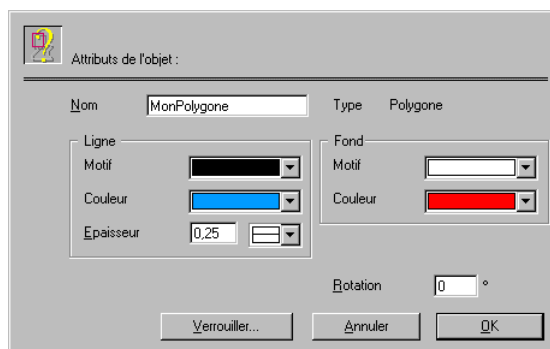 Attributs de l'objet :
Nom MonPolygone Type Polygone
Ligne Fond
Motif Motif
Couleur Couleur
Epaisseur 0,25
Rotation 0 °
Verrouiller... Annuler OK